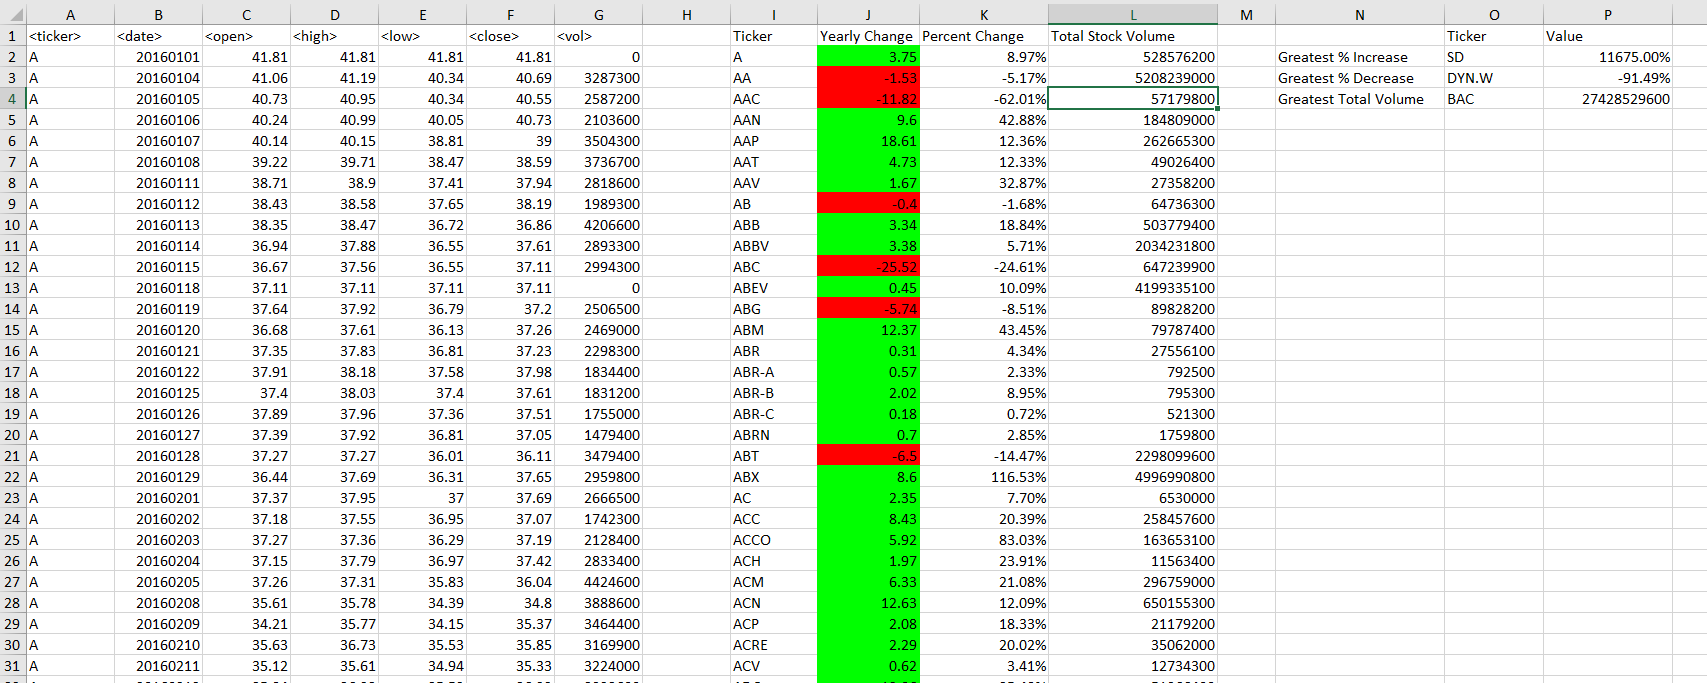 A B C D E F G H I J K L M N O P
1 <ticker> <date> <open> <high> <low> <close> <vol> Ticker Yearly Change Percent Change Total Stock Volume Ticker Value
2 A 20160101 41.81 41.81 41.81 41.81 0 A 3.75 8.97% 528576200 Greatest % Increase SD 11675.00%
3 A 20160104 41.06 41.19 40.34 40.69 3287300 AA -1.53 -5.17% 5208239000 Greatest % Decrease DYN.W -91.49%
4 A 20160105 40.73 40.95 40.34 40.55 2587200 AAC -11.82 -62.01% 57179800 Greatest Total Volume BAC 27428529600
5 A 20160106 40.24 40.99 40.05 40.73 2103600 AAN 9.6 42.88% 184809000
6 A 20160107 40.14 40.15 38.81 39 3504300 AAP 18.61 12.36% 262665300
7 A 20160108 39.22 39.71 38.47 38.59 3736700 AAT 4.73 12.33% 49026400
8 A 20160111 38.71 38.9 37.41 37.94 2818600 AAV 1.67 32.87% 27358200
9 A 20160112 38.43 38.58 37.65 38.19 1989300 AB -0.4 -1.68% 64736300
10 A 20160113 38.35 38.47 36.72 36.86 4206600 ABB 3.34 18.84% 503779400
11 A 20160114 36.94 37.88 36.55 37.61 2893300 ABBV 3.38 5.71% 2034231800
12 A 20160115 36.67 37.56 36.55 37.11 2994300 ABC -25.52 -24.61% 647239900
13 A 20160118 37.11 37.11 37.11 37.11 0 ABEV 0.45 10.09% 4199335100
14 A 20160119 37.64 37.92 36.79 37.2 2506500 ABG -5.74 -8.51% 89828200
15 A 20160120 36.68 37.61 36.13 37.26 2469000 ABM 12.37 43.45% 79787400
16 A 20160121 37.35 37.83 36.81 37.23 2298300 ABR 0.31 4.34% 27556100
17 A 20160122 37.91 38.18 37.58 37.98 1834400 ABR-A 0.57 2.33% 792500
18 A 20160125 37.4 38.03 37.4 37.61 1831200 ABR-B 2.02 8.95% 795300
19 A 20160126 37.89 37.96 37.36 37.51 1755000 ABR-C 0.18 0.72% 521300
20 A 20160127 37.39 37.92 36.81 37.05 1479400 ABRN 0.7 2.85% 1759800
21 A 20160128 37.27 37.27 36.01 36.11 3479400 ABT -6.5 -14.47% 2298099600
22 A 20160129 36.44 37.69 36.31 37.65 2959800 ABX 8.6 116.53% 4996990800
23 A 20160201 37.37 37.95 37 37.69 2666500 AC 2.35 7.70% 6530000
24 A 20160202 37.18 37.55 36.95 37.07 1742300 ACC 8.43 20.39% 258457600
25 A 20160203 37.27 37.36 36.29 37.19 2128400 ACCO 5.92 83.03% 163653100
26 A 20160204 37.15 37.79 36.97 37.42 2833400 ACH 1.97 23.91% 11563400
27 A 20160205 37.26 37.31 35.83 36.04 4424600 ACM 6.33 21.08% 296759000
28 A 20160208 35.61 35.78 34.39 34.8 3888600 ACN 12.63 12.09% 650155300
29 A 20160209 34.21 35.77 34.15 35.37 3464400 ACP 2.08 18.33% 21179200
30 A 20160210 35.63 36.73 35.53 35.85 3169900 ACRE 2.29 20.02% 35062000
31 A 20160211 35.12 35.61 34.94 35.33 3224000 ACV 0.62 3.41% 12734300